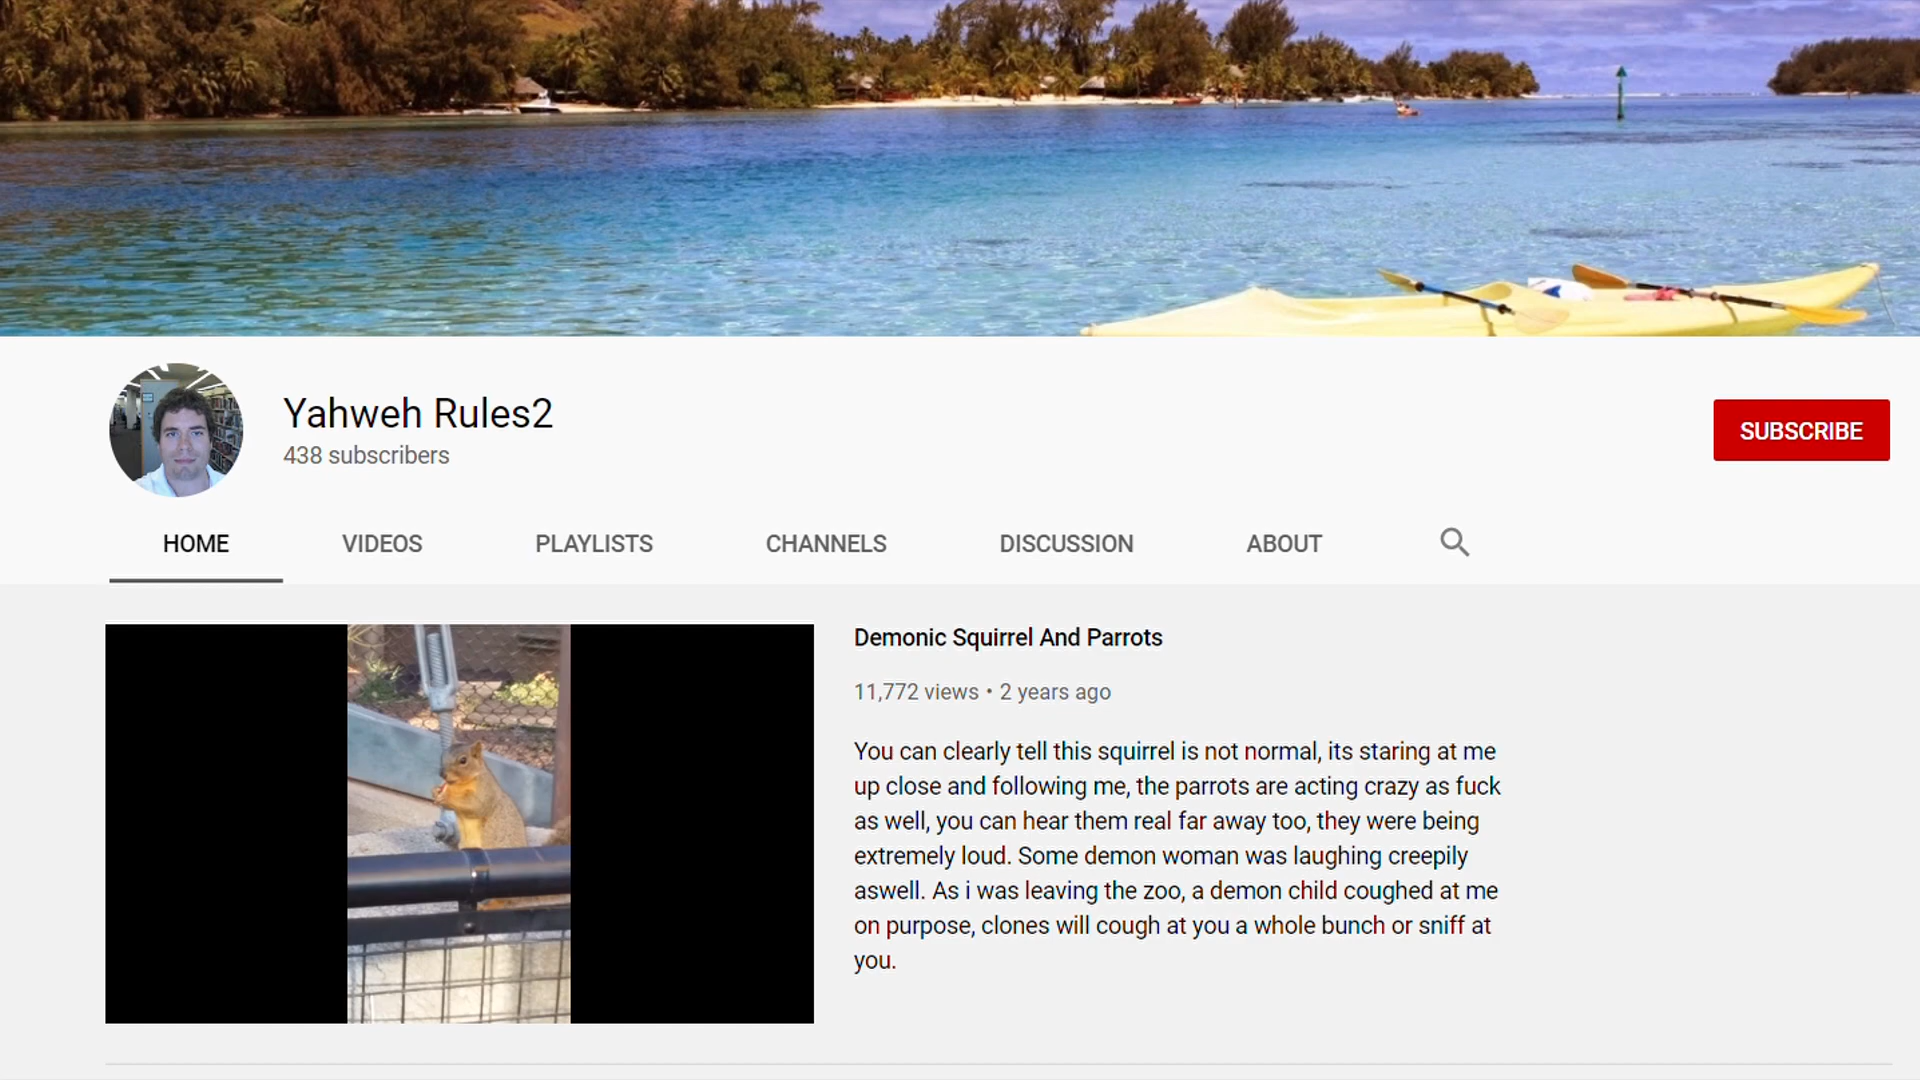 Yahweh Rules2
438 subscribers
SUBSCRIBE
HOME
VIDEOS
PLAYLISTS
CHANNELS
DISCUSSION
ABOUT
Demonic Squirrel And Parrots
11,772 views • 2 years ago
You can clearly tell this squirrel is not normal, its staring at me
up close and following me, the parrots are acting crazy as fuck
as well, you can hear them real far away too, they were being
extremely loud. Some demon woman was laughing creepily
aswell. As i was leaving the zoo, a demon child coughed at me
on purpose, clones will cough at you a whole bunch or sniff at
you.